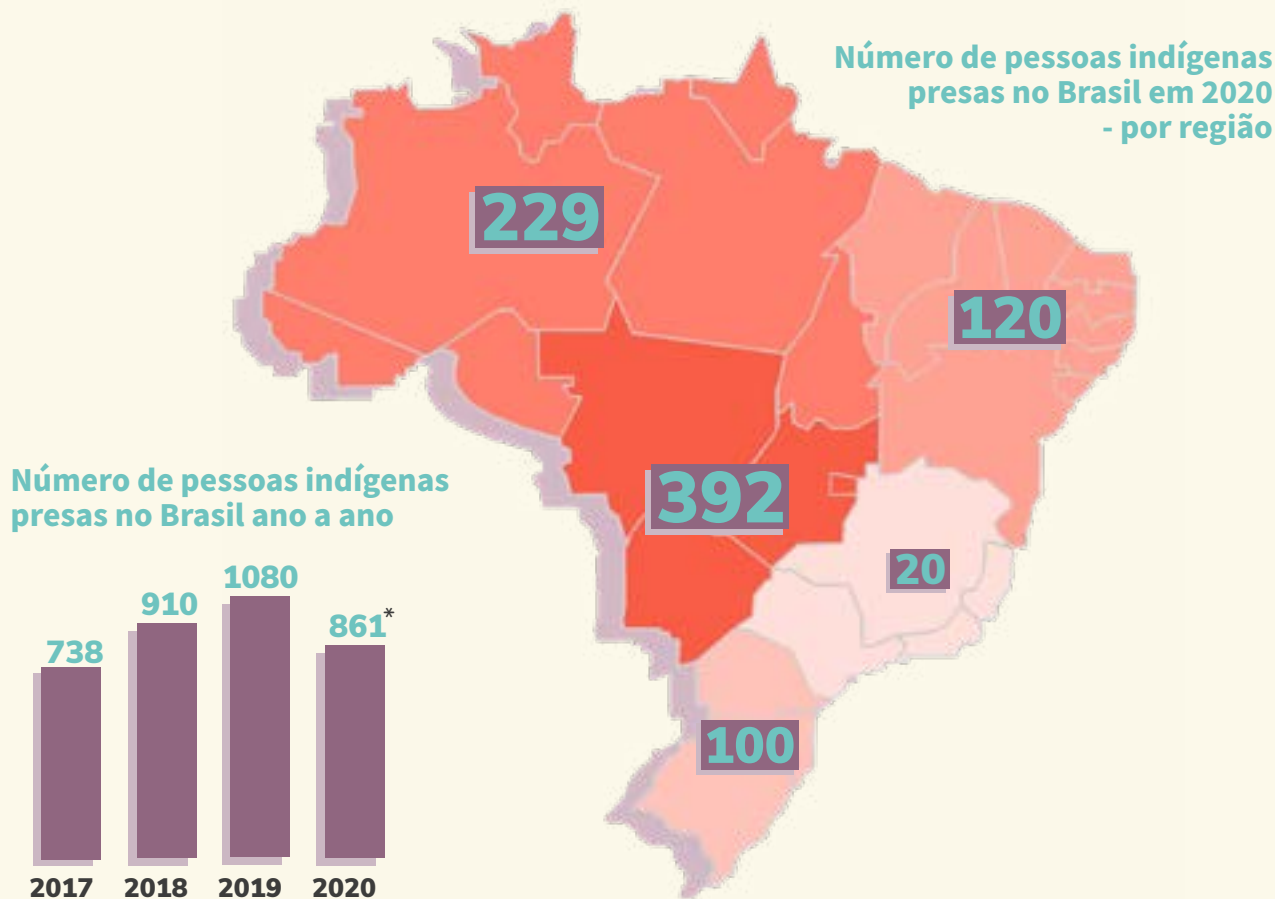 Número de pessoas indígenas
presas no Brasil em 2020
- por região
229
120
392
20
100
Número de pessoas indígenas
presas no Brasil ano a ano
738
910
1080
861*
2017
2018
2019
2020